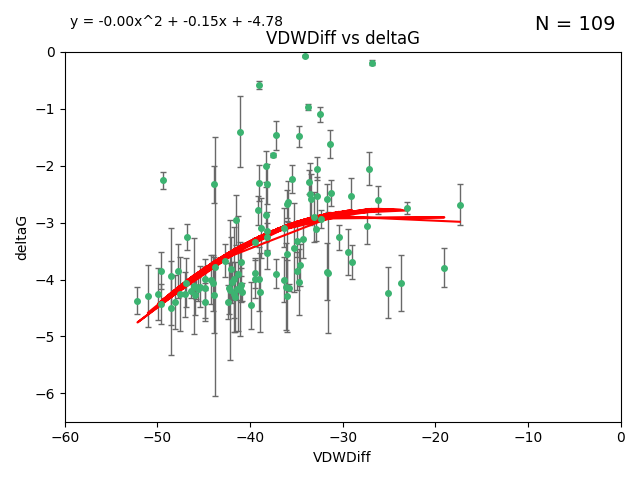 y = -0.00x^2 + -0.15x + -4.78
N = 109
VDWDiff vs deltaG
0
−1
−2
−3
−4
−5
−6
deltaG
−60
−50
−40
−30
−20
−10
0
VDWDiff